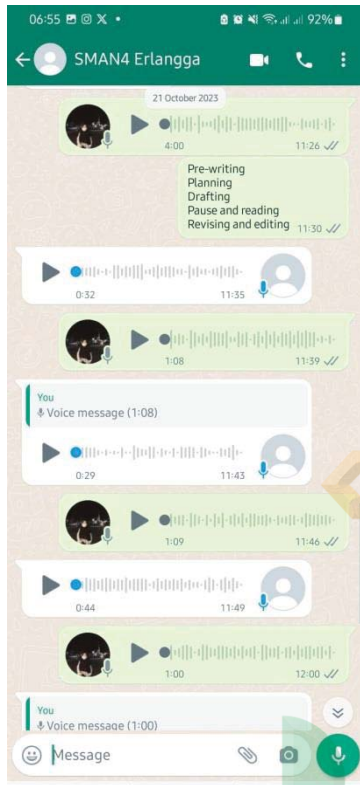 06:55 92%
SMAN4 Erlangga
21 October 2023
4:00 11:26
Pre-writing
Planning
Drafting
Pause and reading
Revising and editing 11:30
0:32 11:35
1:08 11:39
You
Voice message (1:08)
0:29 11:43
1:09 11:46
0:44 11:49
1:00 12:00
You
Voice message (1:00)
Message